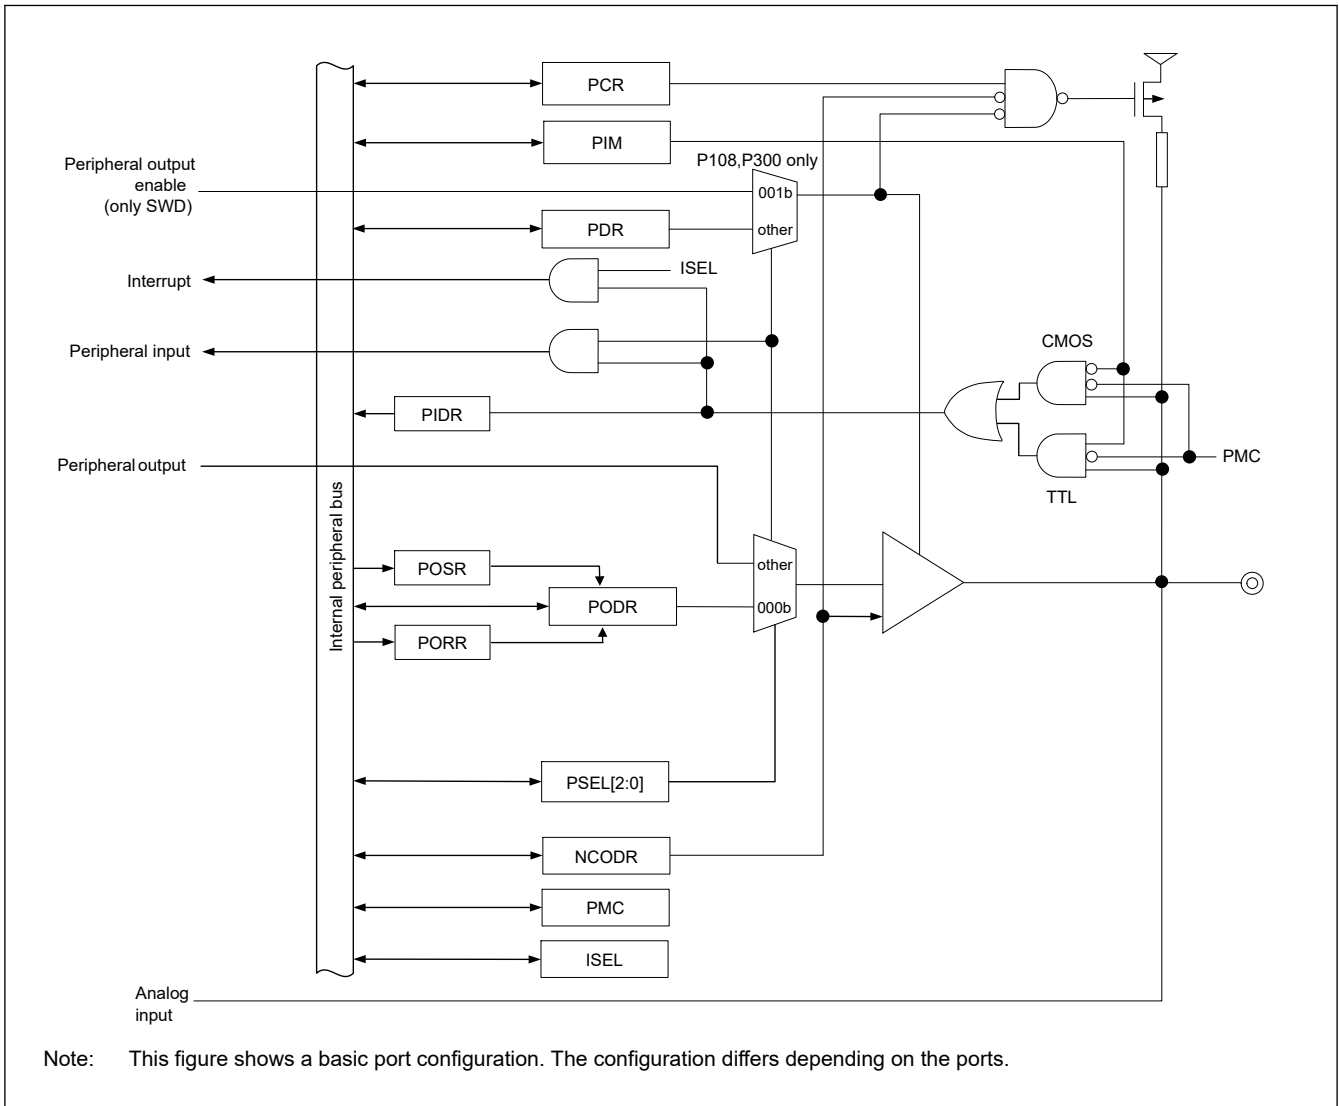 PCR
PIM
P108,P300 only
Peripheral output
enable
(only SWD)
001b
PDR
other
ISEL
Interrupt
CMOS
Peripheral input
PIDR
Peripheral output
PMC
TTL
Internal peripheral bus
POSR
other
PODR
000b
PORR
PSEL[2:0]
NCODR
PMC
ISEL
Analog
input
Note: This figure shows a basic port configuration. The configuration differs depending on the ports.